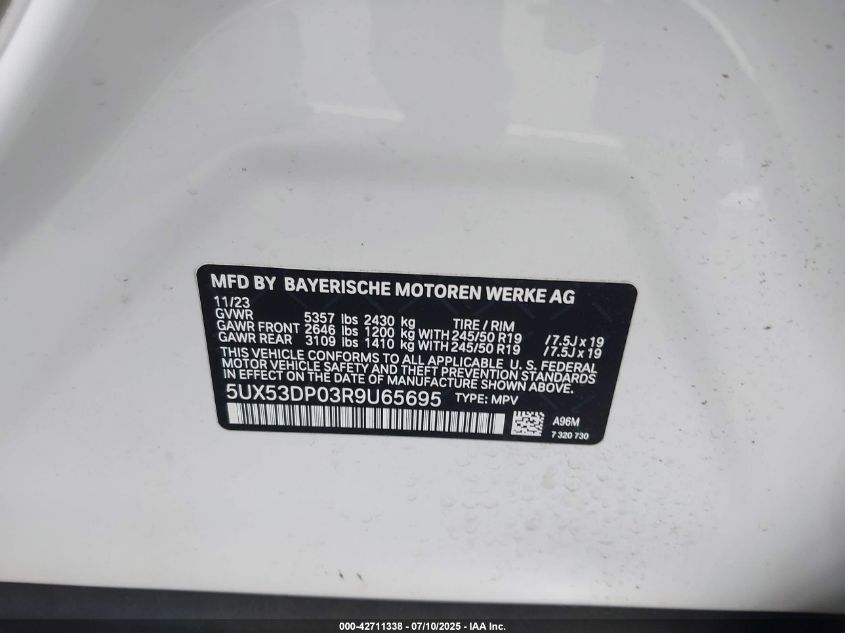 MFD BY BAYERISCHE MOTOREN WERKE AG
11/23
GVWR 5357 lbs 2430 kg TIRE / RIM
GAWR FRONT 2646 lbs 1200 kg WITH 245/50 R19 / 7.5J x 19
GAWR REAR 3109 lbs 1410 kg WITH 245/50 R19 / 7.5J x 19
THIS VEHICLE CONFORMS TO ALL APPLICABLE U. S. FEDERAL
MOTOR VEHICLE SAFETY AND THEFT PREVENTION STANDARDS
IN EFFECT ON THE DATE OF MANUFACTURE SHOWN ABOVE.
5UX53DP03R9U65695 TYPE: MPV
A96M
7 320 730
000-42711338 - 07/10/2025 - IAA Inc.